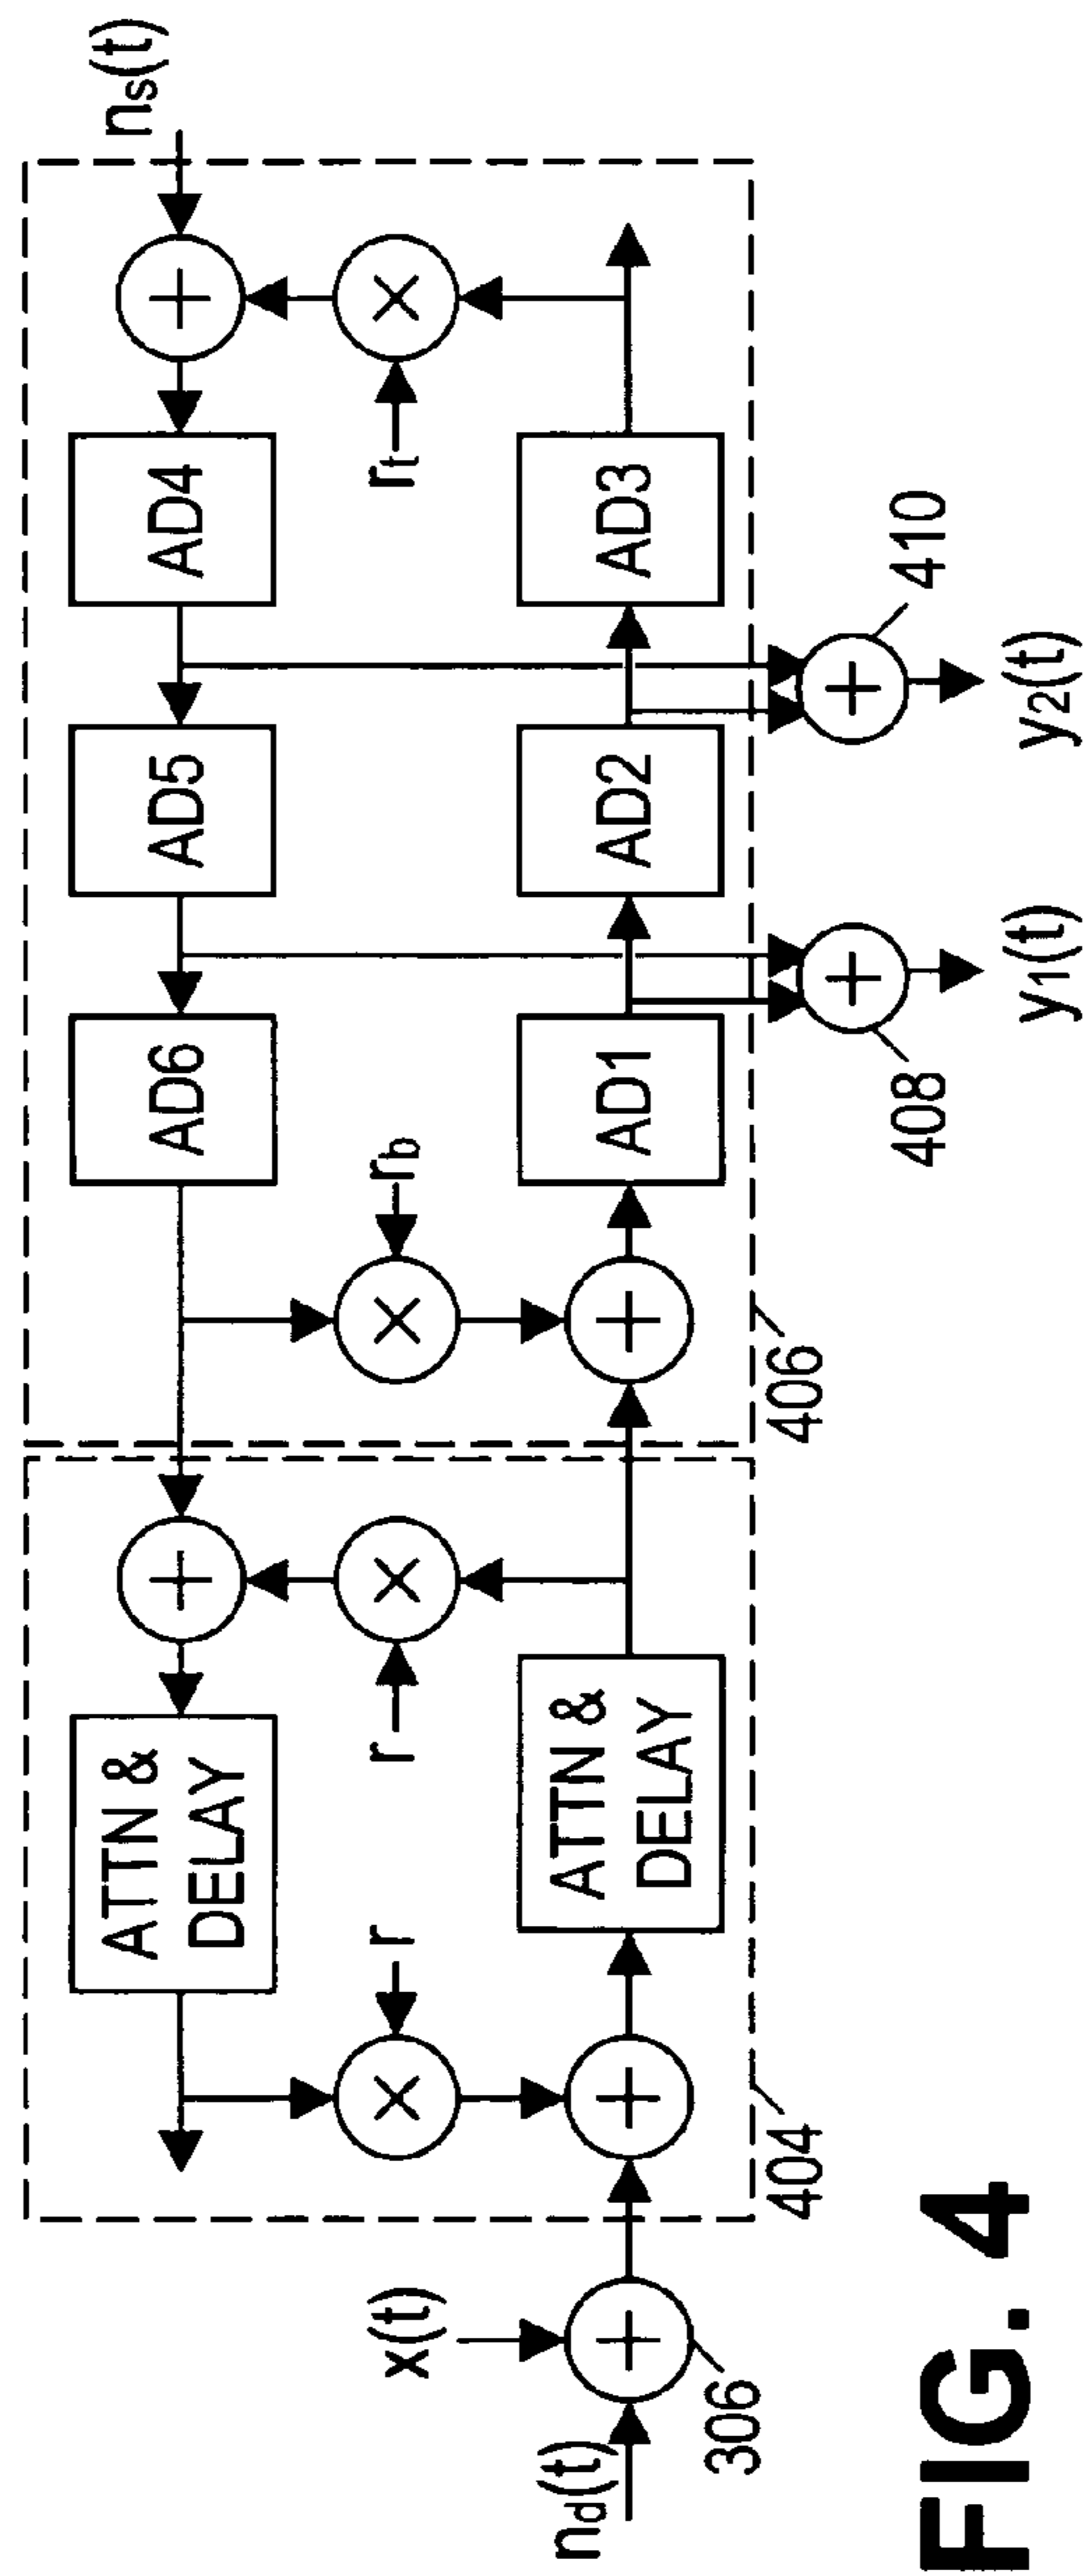 nd(t)
x(t)
306
404
r
ATTN &
DELAY
r
ATTN &
DELAY
406
rb
AD6
AD5
AD4
ns(t)
AD1
AD2
AD3
rt
408
y1(t)
410
y2(t)
FIG. 4